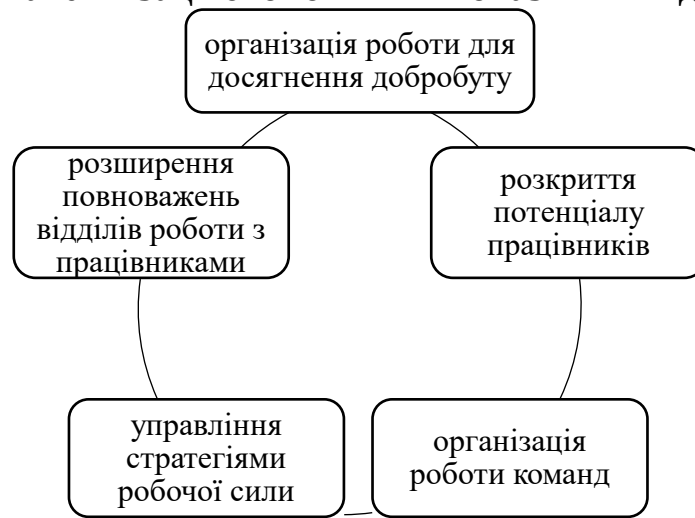 організація роботи для
досягнення добробуту
розкриття
потенціалу
працівників
організація
роботи команд
управління
стратегіями
робочої сили
розширення
повноважень
відділів роботи з
працівниками